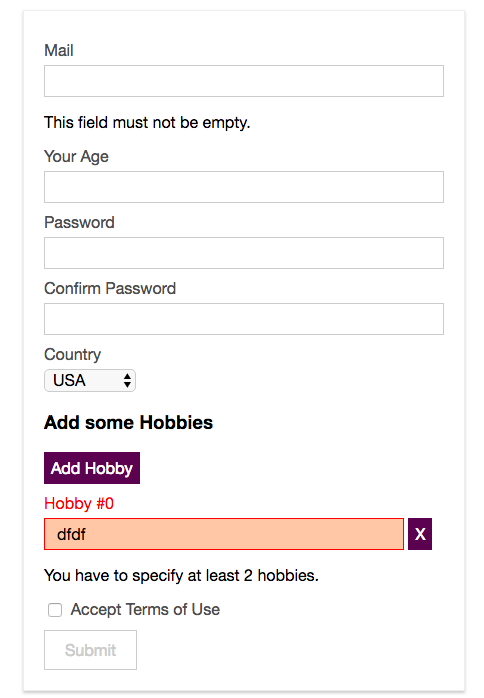 Mail
This field must not be empty.
Your Age
Password
Confirm Password
Country
USA
Add some Hobbies
Add Hobby
Hobby #0
dfdf X
You have to specify at least 2 hobbies.
Accept Terms of Use
Submit